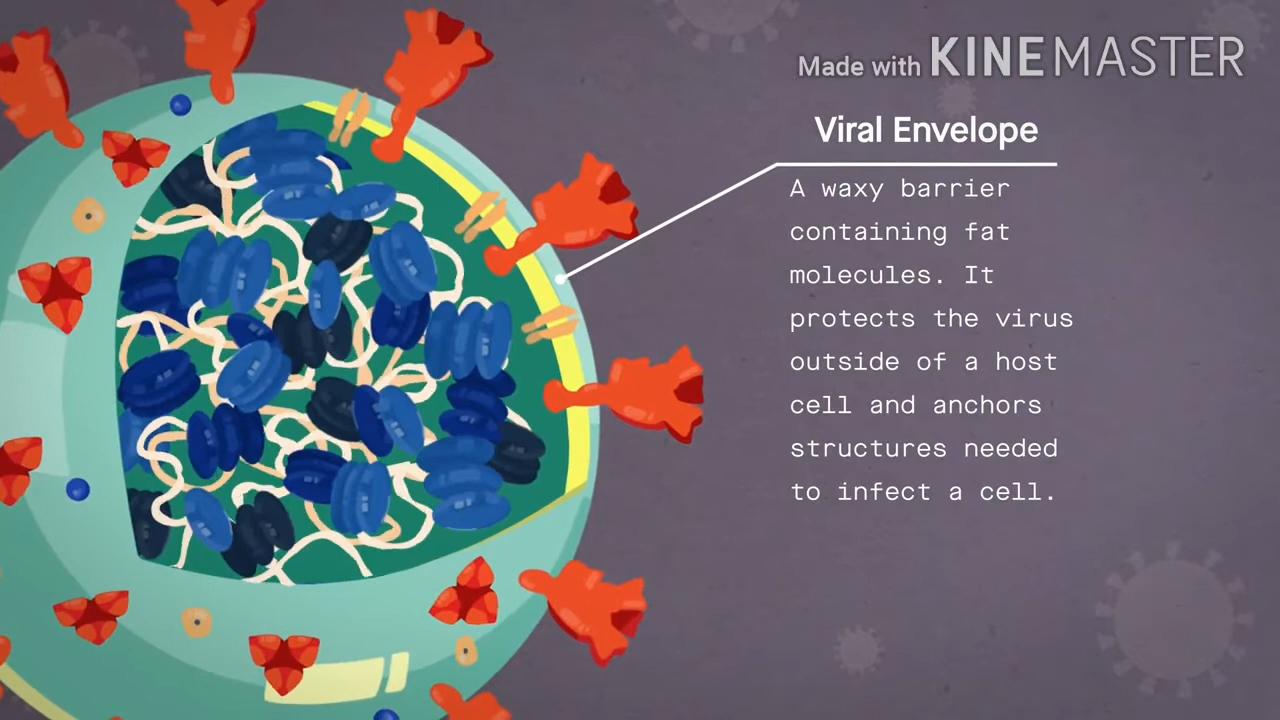 Made with KINEMASTER
Viral Envelope
A waxy barrier
containing fat
molecules. It
protects the virus
outside of a host
cell and anchors
structures needed
to infect a cell.